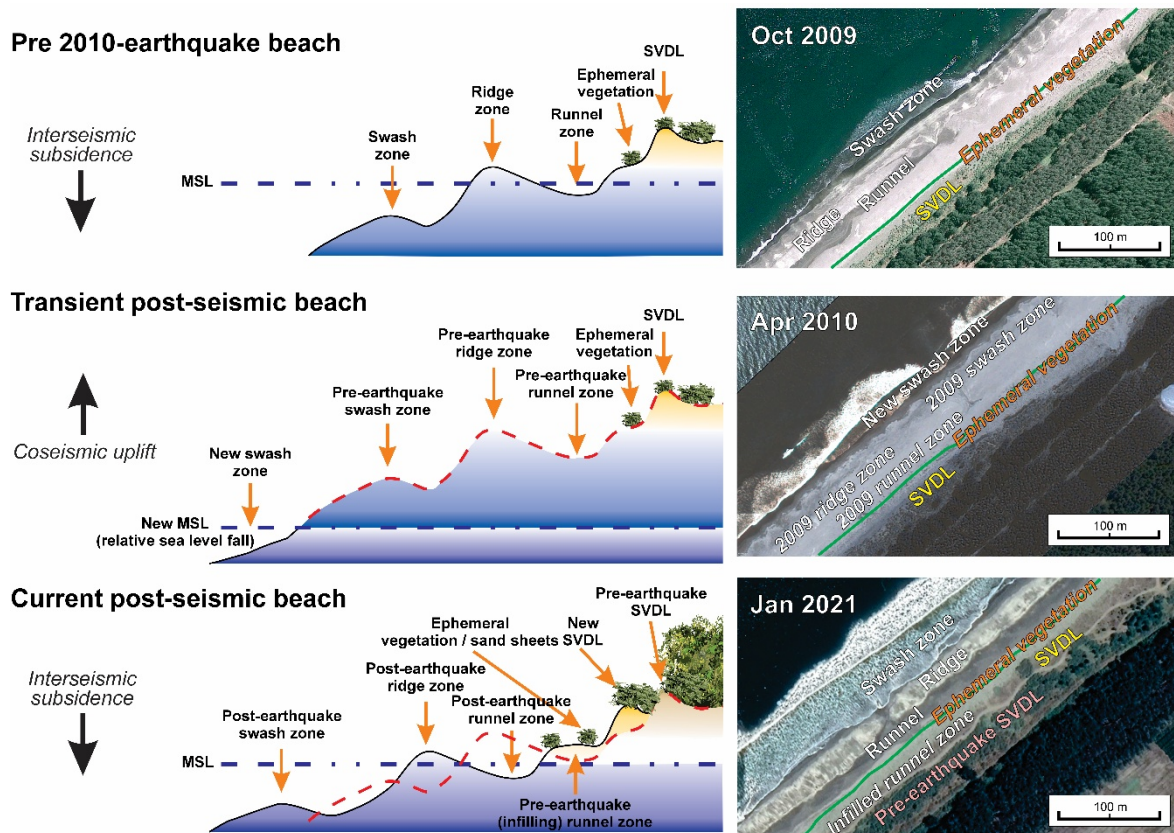 Pre 2010-earthquake beach
Interseismic
subsidence
MSL
Swash
zone
Ridge
zone
Runnel
zone
Ephemeral
vegetation
SVDL
Oct 2009
Swash zone
Ridge
Runnel
Ephemeral vegetation
SVDL
100 m
Transient post-seismic beach
Coseismic uplift
New swash
zone
New MSL
(relative sea level fall)
Pre-earthquake
swash zone
Pre-earthquake
ridge zone
Pre-earthquake
runnel zone
Ephemeral
vegetation
SVDL
Apr 2010
New swash zone
2009 swash zone
2009 ridge zone
2009 runnel zone
Ephemeral vegetation
SVDL
100 m
Current post-seismic beach
Interseismic
subsidence
MSL
Post-earthquake
swash zone
Post-earthquake
ridge zone
Ephemeral
vegetation / sand sheets
Post-earthquake
runnel zone
New
SVDL
Pre-earthquake
SVDL
Pre-earthquake
(infilling) runnel zone
Jan 2021
Swash zone
Ridge
Runnel
Ephemeral vegetation
SVDL
Infilled runnel zone
Pre-earthquake SVDL
100 m